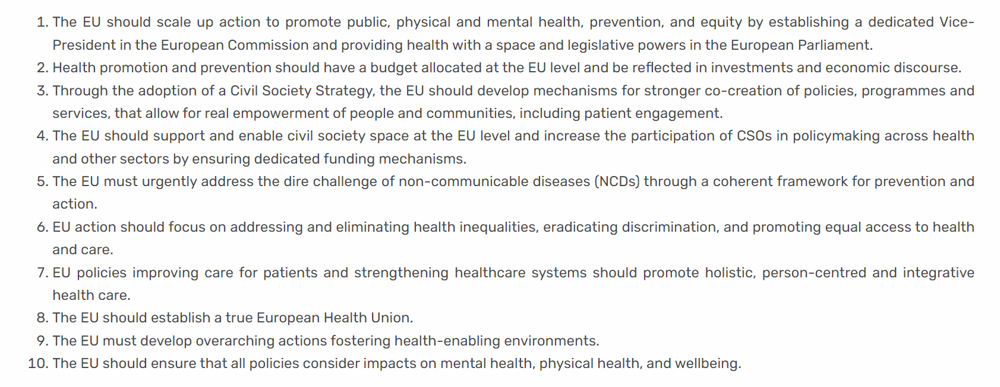 1. The EU should scale up action to promote public, physical and mental health, prevention, and equity by establishing a dedicated Vice-
President in the European Commission and providing health with a space and legislative powers in the European Parliament.
2. Health promotion and prevention should have a budget allocated at the EU level and be reflected in investments and economic discourse.
3. Through the adoption of a Civil Society Strategy, the EU should develop mechanisms for stronger co-creation of policies, programmes and
services, that allow for real empowerment of people and communities, including patient engagement.
4. The EU should support and enable civil society space at the EU level and increase the participation of CSOs in policymaking across health
and other sectors by ensuring dedicated funding mechanisms.
5. The EU must urgently address the dire challenge of non-communicable diseases (NCDs) through a coherent framework for prevention and
action.
6. EU action should focus on addressing and eliminating health inequalities, eradicating discrimination, and promoting equal access to health
and care.
7. EU policies improving care for patients and strengthening healthcare systems should promote holistic, person-centred and integrative
health care.
8. The EU should establish a true European Health Union.
9. The EU must develop overarching actions fostering health-enabling environments.
10. The EU should ensure that all policies consider impacts on mental health, physical health, and wellbeing.